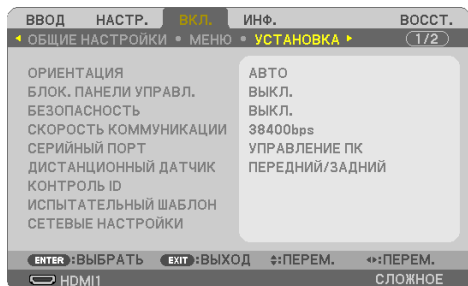 ВВОД НАСТР. ВКЛ. ИНФ. ВОССТ.
ОБЩИЕ НАСТРОЙКИ • МЕНЮ • УСТАНОВКА 1/2
ОРИЕНТАЦИЯ АВТО
БЛОК. ПАНЕЛИ УПРАВЛ. ВЫКЛ.
БЕЗОПАСНОСТЬ ВЫКЛ.
СКОРОСТЬ КОММУНИКАЦИИ 38400bps
СЕРИЙНЫЙ ПОРТ УПРАВЛЕНИЕ ПК
ДИСТАНЦИОННЫЙ ДАТЧИК ПЕРЕДНИЙ/ЗАДНИЙ
КОНТРОЛЬ ID
ИСПЫТАТЕЛЬНЫЙ ШАБЛОН
СЕТЕВЫЕ НАСТРОЙКИ
ENTER:ВЫБРАТЬ EXIT:ВЫХОД :ПЕРЕМ. :ПЕРЕМ.
HDMI1 СЛОЖНОЕ